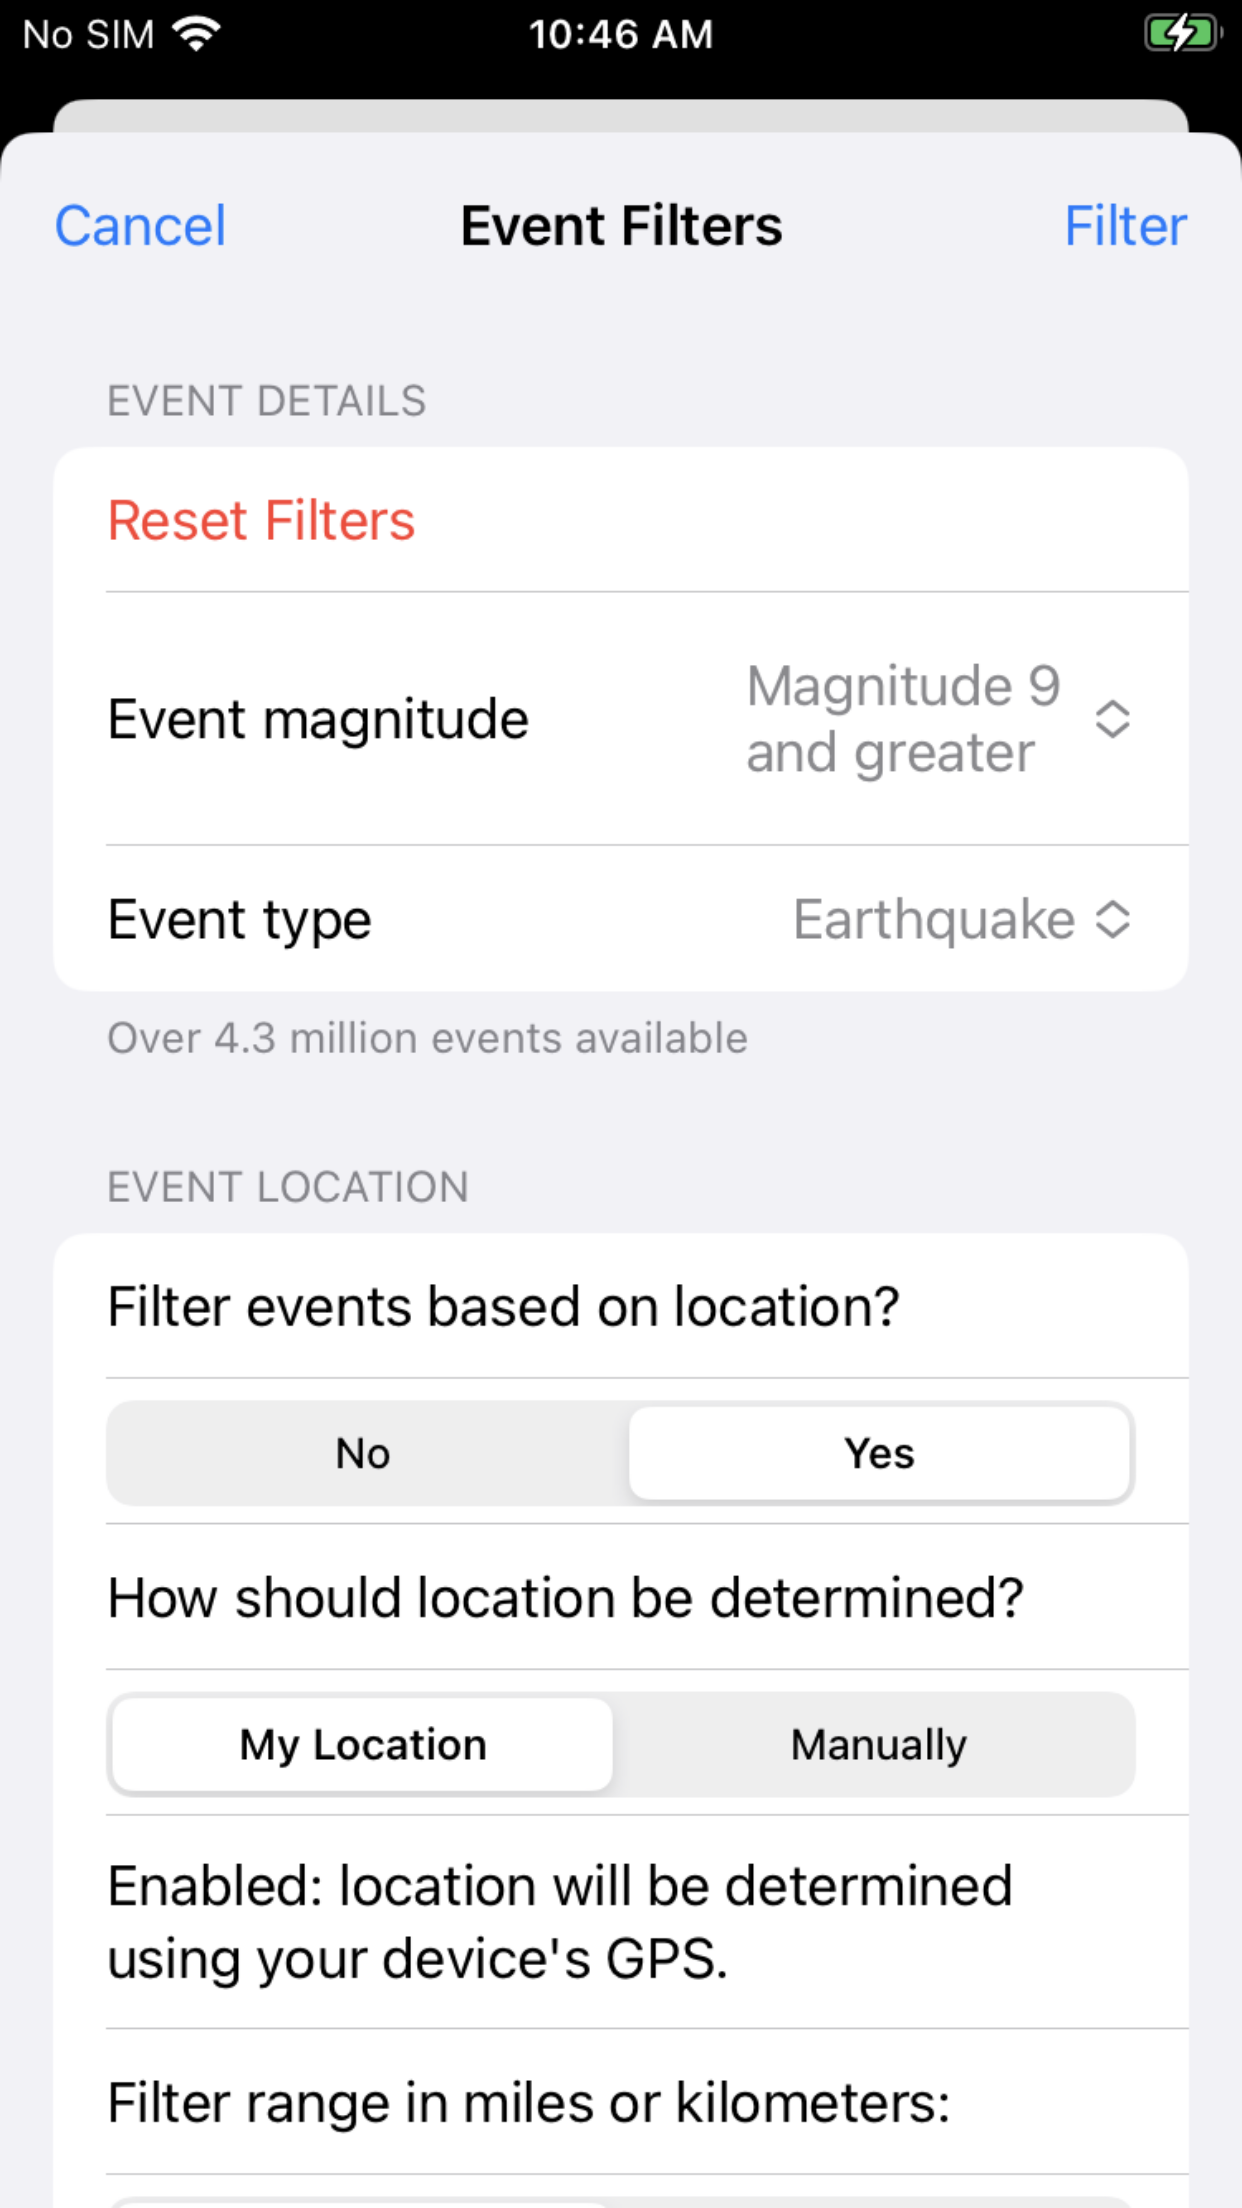 No SIM 10:46 AM
Cancel Event Filters Filter
EVENT DETAILS
Reset Filters
Event magnitude Magnitude 9
and greater
Event type Earthquake
Over 4.3 million events available
EVENT LOCATION
Filter events based on location?
No Yes
How should location be determined?
My Location Manually
Enabled: location will be determined
using your device's GPS.
Filter range in miles or kilometers: